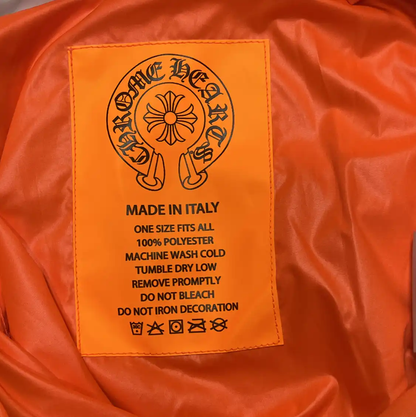 CHROME HEARTS
MADE IN ITALY
ONE SIZE FITS ALL
100% POLYESTER
MACHINE WASH COLD
TUMBLE DRY LOW
REMOVE PROMPTLY
DO NOT BLEACH
DO NOT IRON DECORATION